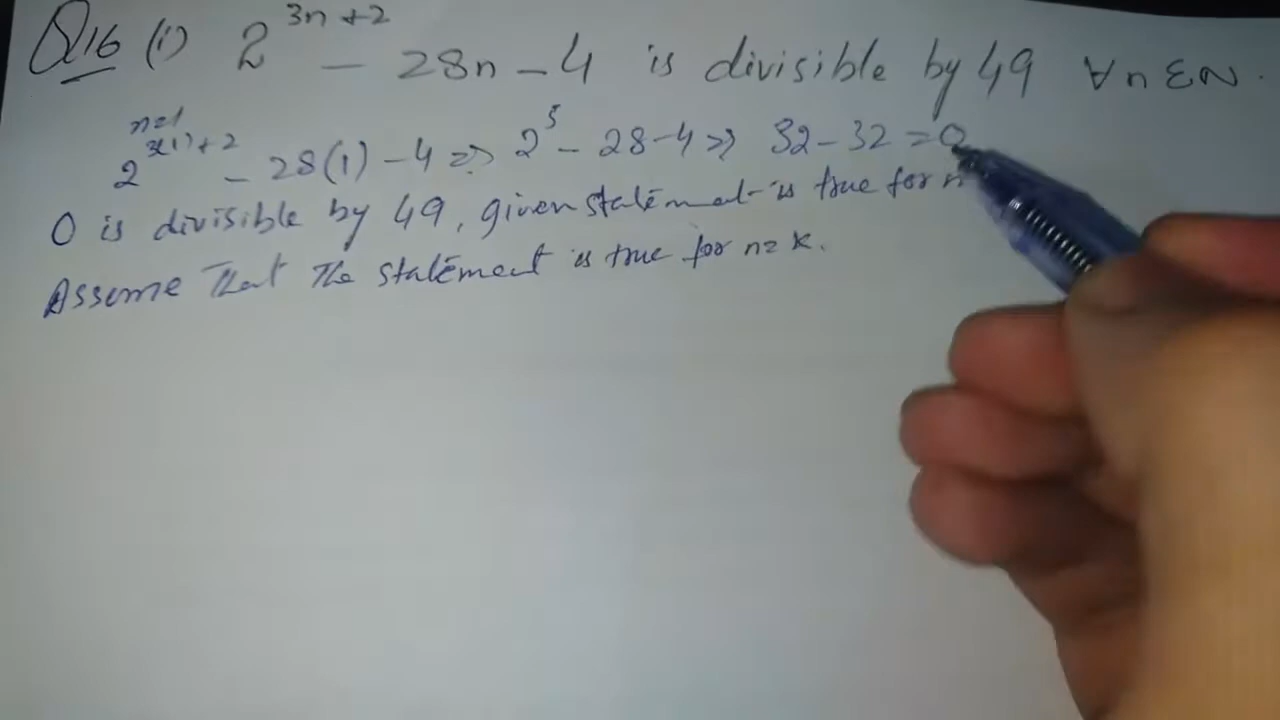 Q16 (i) 2^{3n+2} - 28n - 4 is divisible by 49 ∀ n ∈ N.
n=1
2^{3(1)+2} - 28(1) - 4 => 2^5 - 28 - 4 => 32 - 32 = 0
0 is divisible by 49, given statement is true for n
Assume That The statement is true for n = k.